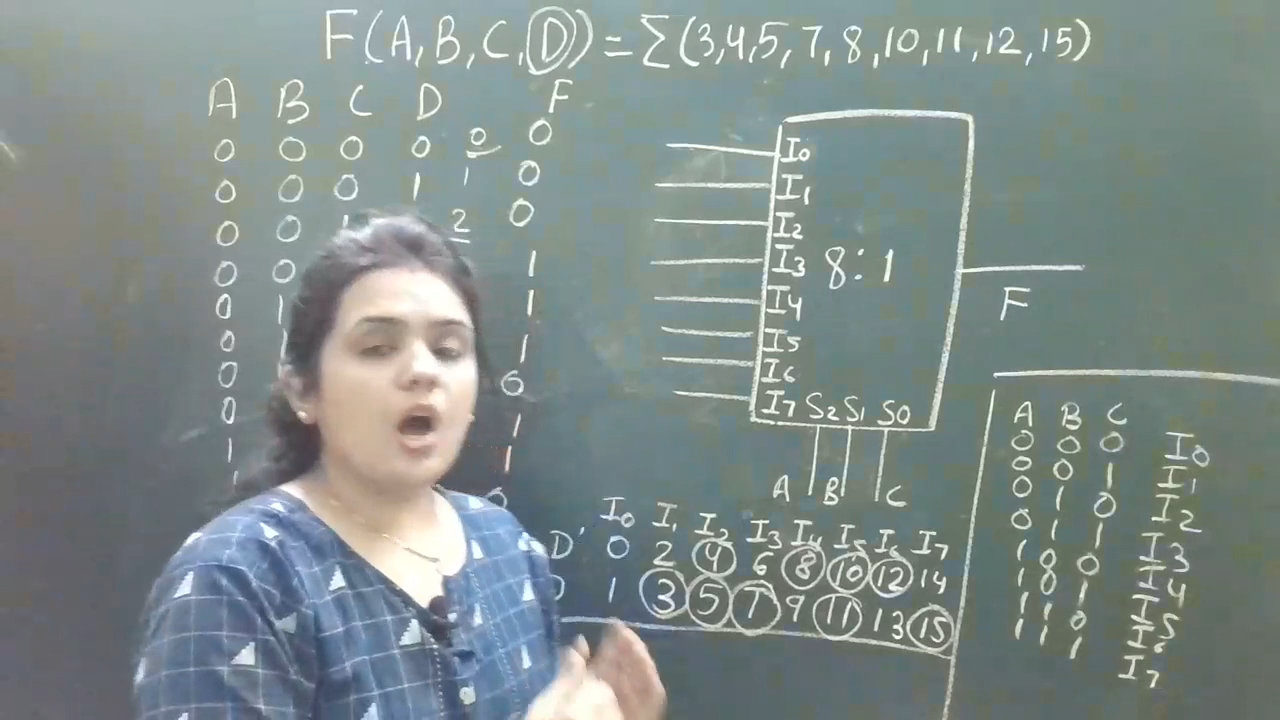 F(A,B,C,D) = Σ(3,4,5,7,8,10,11,12,15)
A B C D F
0 0 0 0 0 0
0 0 0 1 1 0
0 0 1 2 0
0 0 1
0 1 1
0 1
0 6
0 1
1 1
1 0
I0
I1
I2
I3
I4
I5
I6
I7
8:1
S2 S1 S0
F
A B C
I0 I1 I2 I3 I4 I5 I6 I7
D' 0 2 4 6 8 10 12 14
D 1 3 5 7 9 11 13 15
A B C
0 0 0 I0
0 0 1 I1
0 1 0 I2
0 1 1 I3
1 0 0 I4
1 0 1 I5
1 1 0 I6
1 1 1 I7